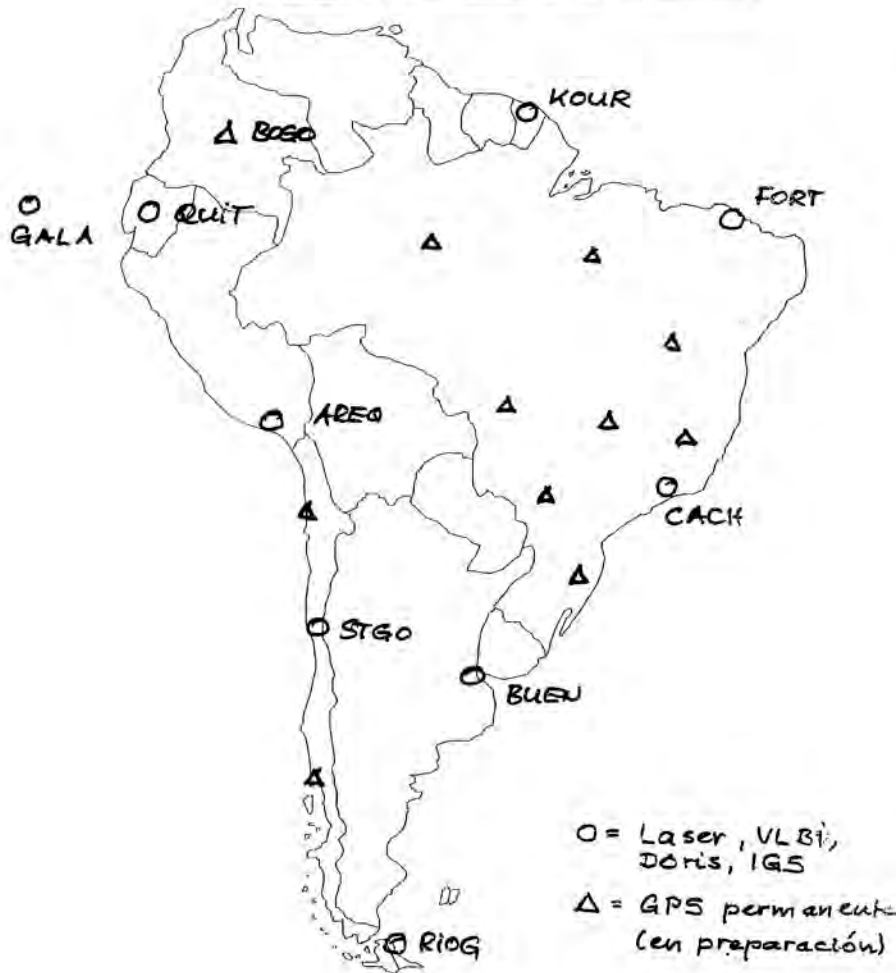 KOUR
BOGO
FORT
GALA
QUiT
AREQ
CACH
STGO
BUEN
O = Laser, VLBi,
Doris, IGS
Δ = GPS permanente
(en preparación)
RIOG